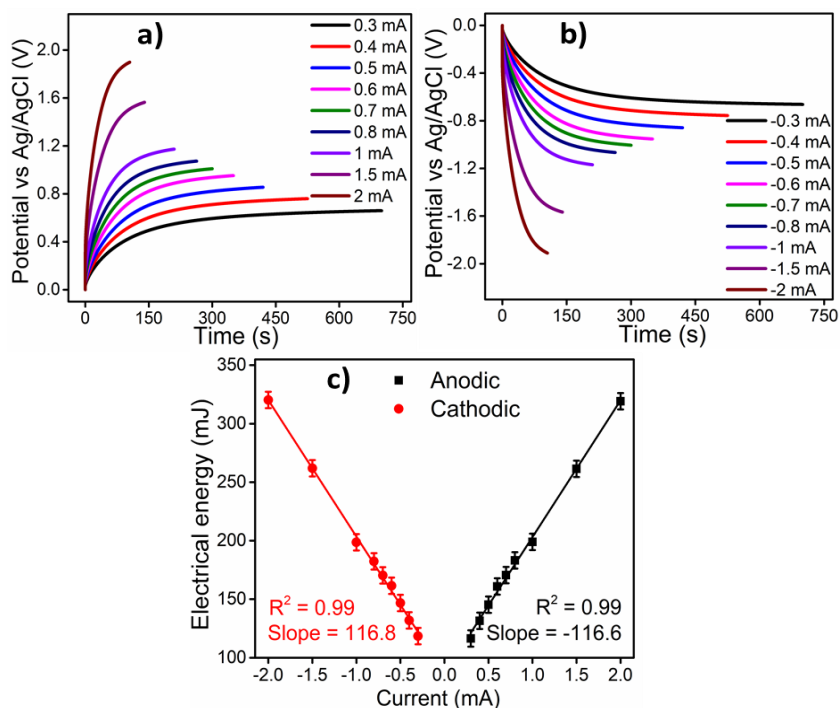 a)
0.3 mA
0.4 mA
0.5 mA
0.6 mA
0.7 mA
0.8 mA
1 mA
1.5 mA
2 mA
2.0
1.6
1.2
0.8
0.4
0.0
Potential vs Ag/AgCl (V)
0 150 300 450 600 750
Time (s)
b)
-0.3 mA
-0.4 mA
-0.5 mA
-0.6 mA
-0.7 mA
-0.8 mA
-1 mA
-1.5 mA
-2 mA
0.0
-0.4
-0.8
-1.2
-1.6
-2.0
Potential vs Ag/AgCl (V)
0 150 300 450 600 750
Time (s)
c)
Anodic
Cathodic
350
300
250
200
150
100
Electrical energy (mJ)
R² = 0.99
Slope = 116.8
R² = 0.99
Slope = -116.6
-2.0 -1.5 -1.0 -0.5 0.0 0.5 1.0 1.5 2.0
Current (mA)